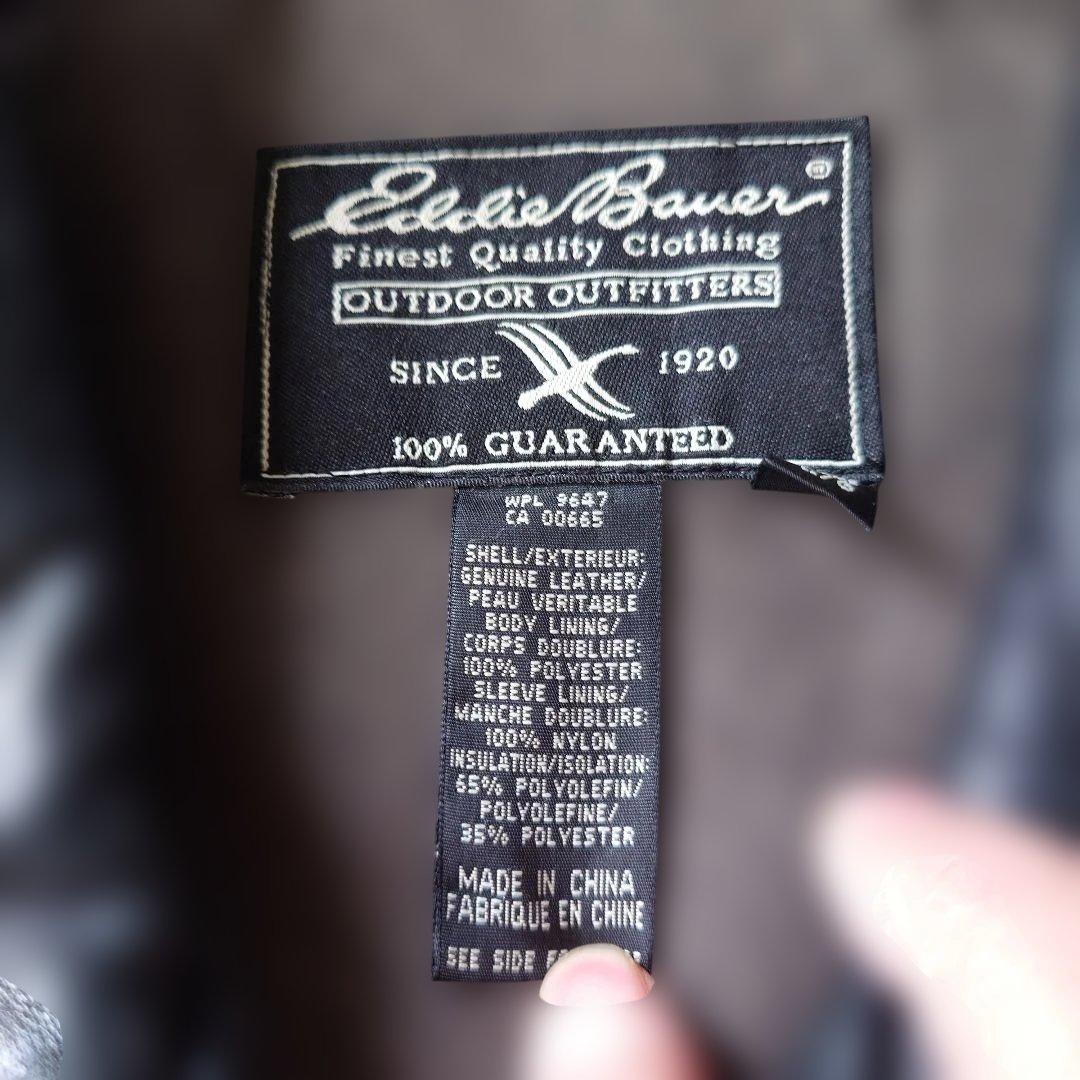 Eddie Bauer®
Finest Quality Clothing
OUTDOOR OUTFITTERS
SINCE 1920
100% GUARANTEED
WPL 9647
CA 00665
SHELL/EXTERIEUR:
GENUINE LEATHER/
PEAU VERITABLE
BODY LINING/
CORPS DOUBLURE:
100% POLYESTER
SLEEVE LINING/
MANCHE DOUBLURE:
100% NYLON
INSULATION/ISOLATION:
65% POLYOLEFIN/
POLYOLEFINE/
35% POLYESTER
MADE IN CHINA
FABRIQUE EN CHINE
SEE SIDE